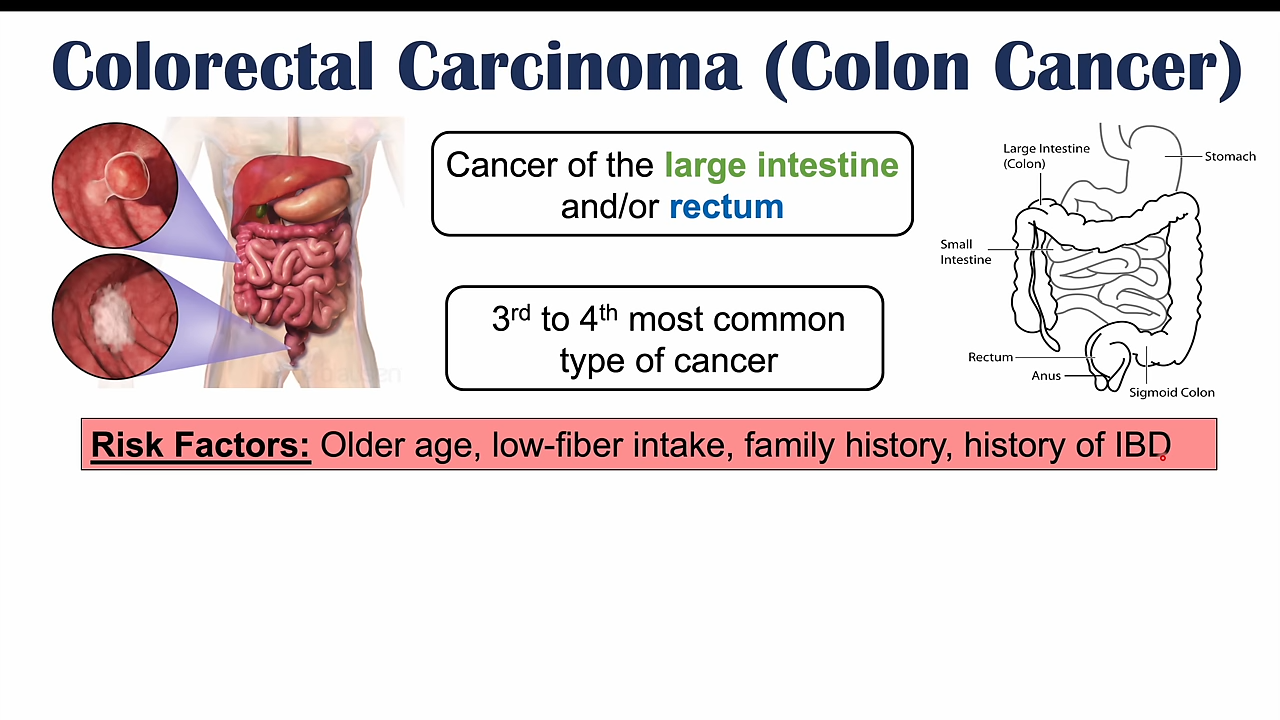 Colorectal Carcinoma (Colon Cancer)
Cancer of the large intestine
and/or rectum
3rd to 4th most common
type of cancer
Large Intestine
(Colon)
Stomach
Small
Intestine
Rectum
Anus
Sigmoid Colon
Risk Factors: Older age, low-fiber intake, family history, history of IBD